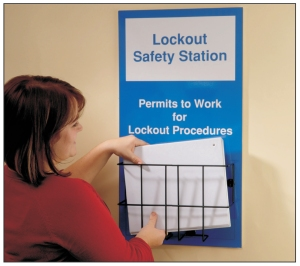 Lockout
Safety Station
Permits to Work
for
Lockout Procedures